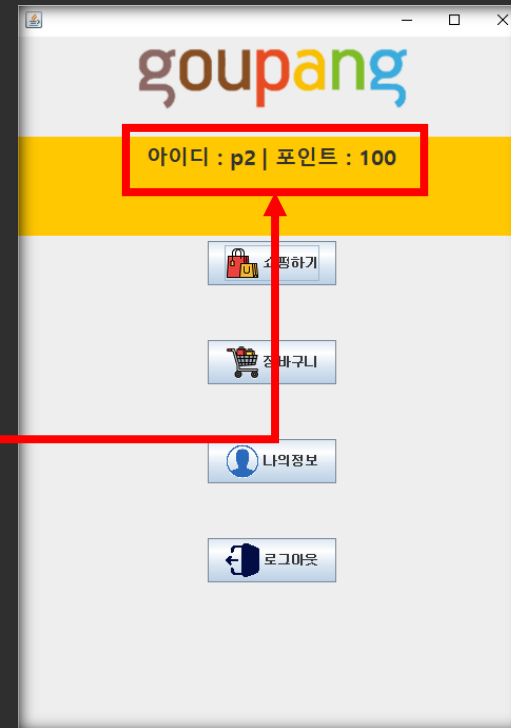 goupang
아이디 : p2 | 포인트 : 100
쇼핑하기
장바구니
나의정보
로그아웃